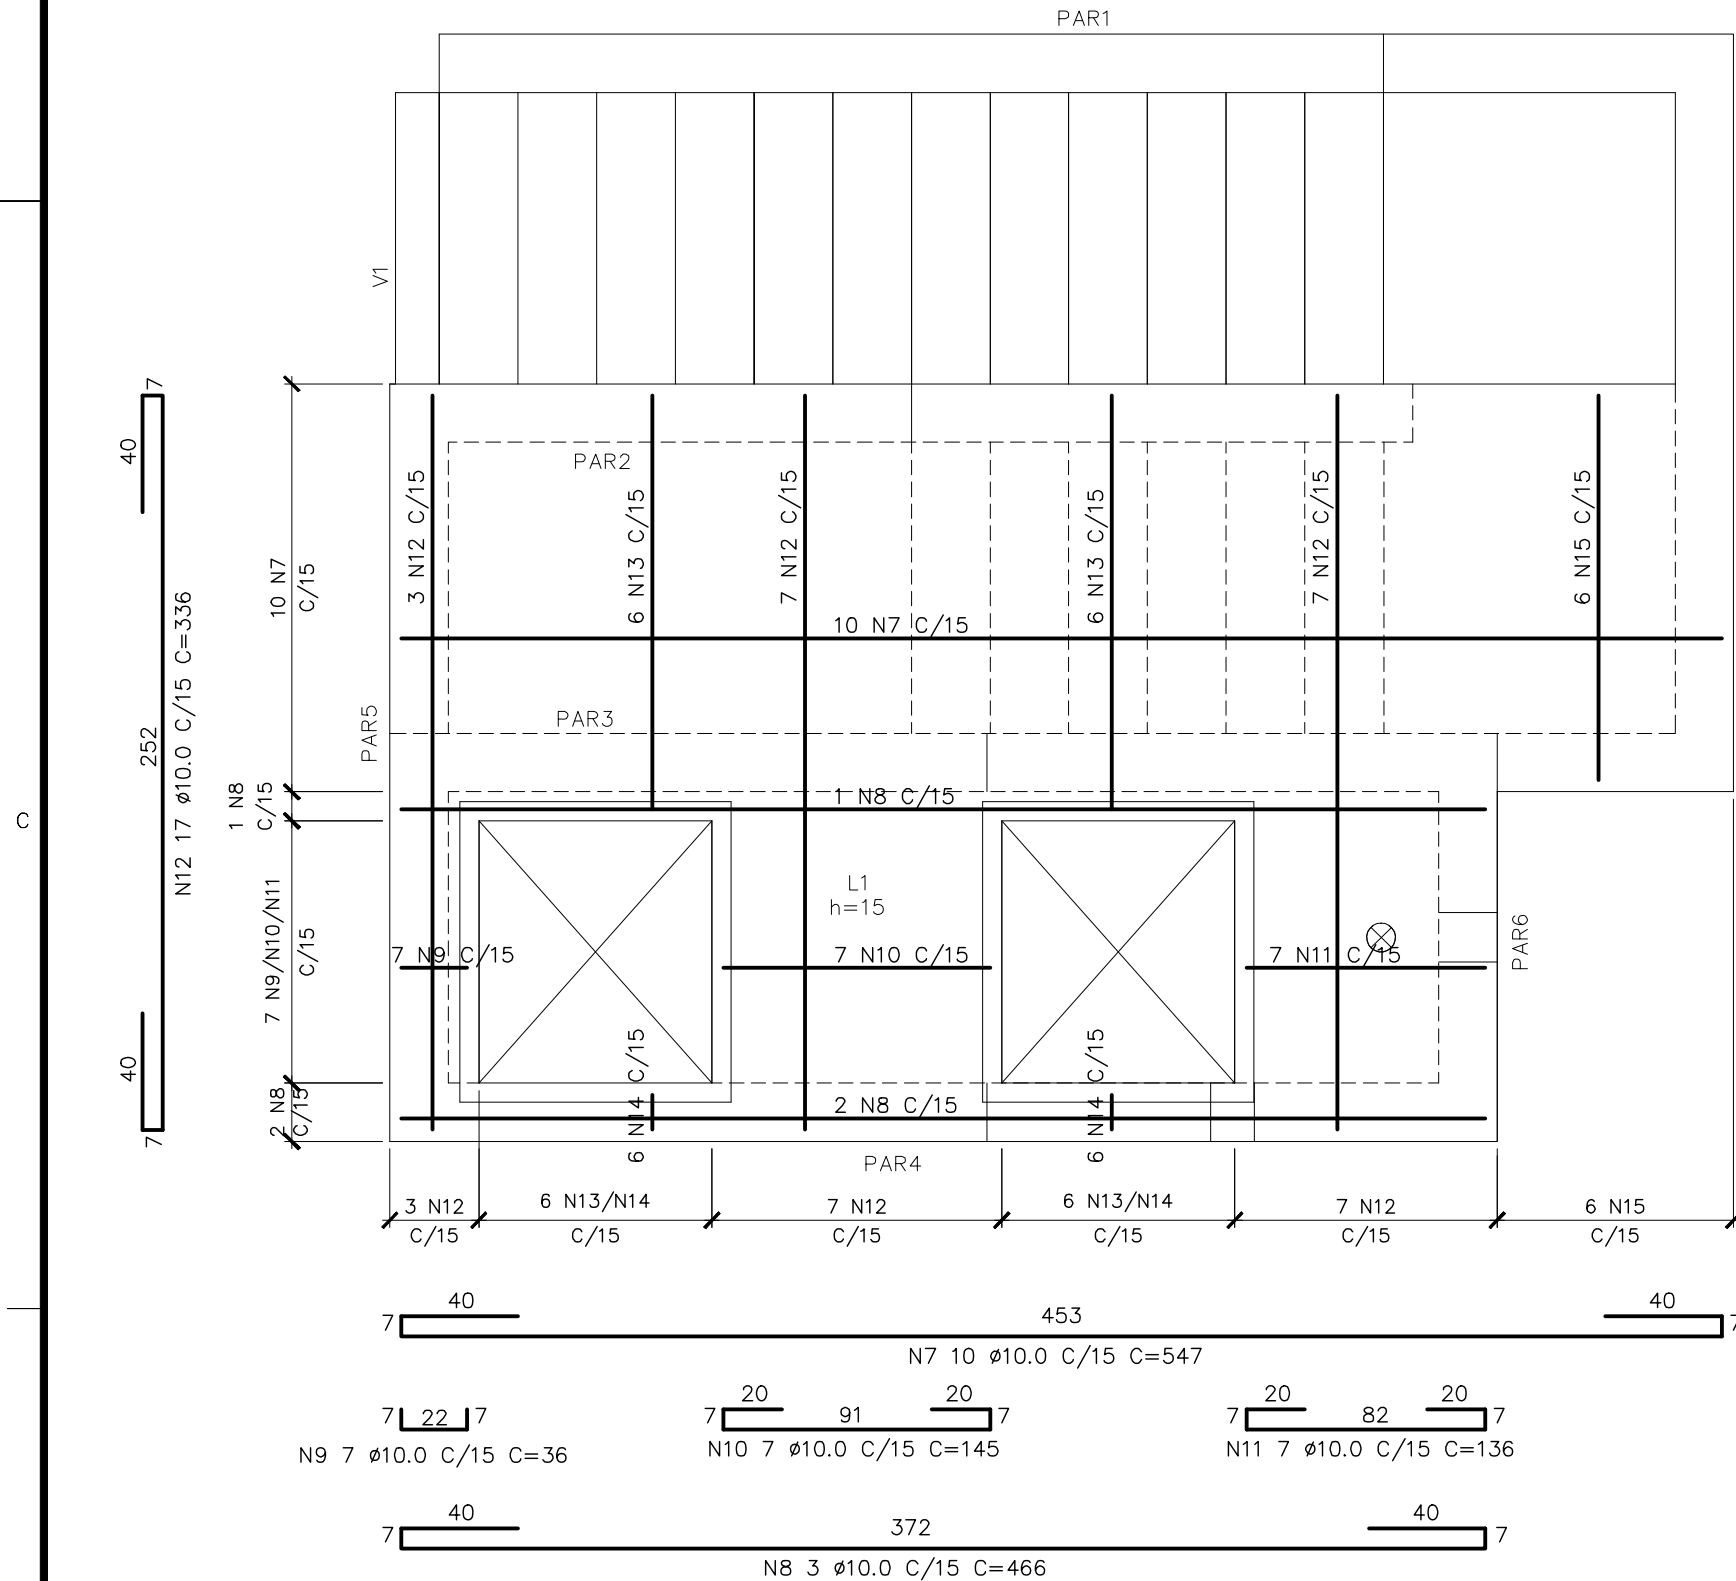 PAR1
V1
7
40
252
40
7
N12 17 ø10.0 C/15 C=336
C
10 N7
C/15
1 N8
C/15
7 N9/N10/N11
C/15
2 N8
C/15
PAR5
PAR2
3 N12 C/15
6 N13 C/15
7 N12 C/15
6 N13 C/15
7 N12 C/15
6 N15 C/15
10 N7 C/15
PAR3
1 N8 C/15
L1
h=15
PAR6
7 N9 C/15
7 N10 C/15
7 N11 C/15
6 N14 C/15
6 N14 C/15
2 N8 C/15
PAR4
3 N12
C/15
6 N13/N14
C/15
7 N12
C/15
6 N13/N14
C/15
7 N12
C/15
6 N15
C/15
40
453
40
7
7
N7 10 ø10.0 C/15 C=547
7
22
7
N9 7 ø10.0 C/15 C=36
20
20
7
91
7
N10 7 ø10.0 C/15 C=145
20
20
7
82
7
N11 7 ø10.0 C/15 C=136
40
372
40
7
7
N8 3 ø10.0 C/15 C=466